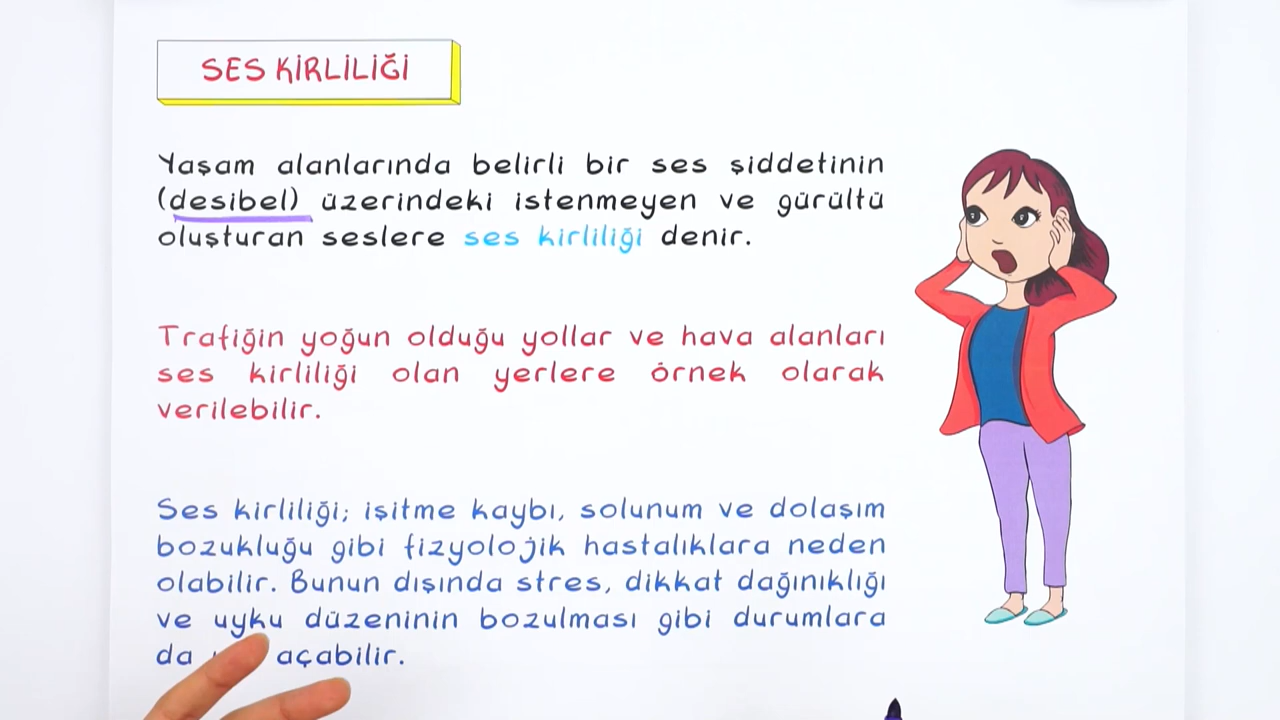 SES KİRLİLİĞİ
Yaşam alanlarında belirli bir ses şiddetinin
(desibel) üzerindeki istenmeyen ve gürültü
oluşturan seslere ses kirliliği denir.
Trafiğin yoğun olduğu yollar ve hava alanları
ses kirliliği olan yerlere örnek olarak
verilebilir.
Ses kirliliği; işitme kaybı, solunum ve dolaşım
bozukluğu gibi fizyolojik hastalıklara neden
olabilir. Bunun dışında stres, dikkat dağınıklığı
ve uyku düzeninin bozulması gibi durumlara
da açabilir.